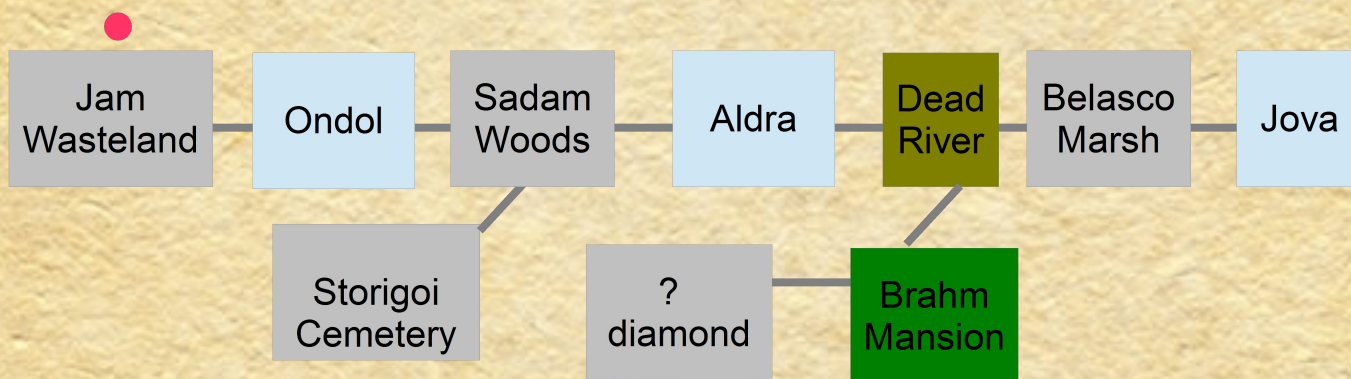 Jam
Wasteland
Ondol
Sadam
Woods
Aldra
Dead
River
Belasco
Marsh
Jova
Storigoi
Cemetery
?
diamond
Brahm
Mansion